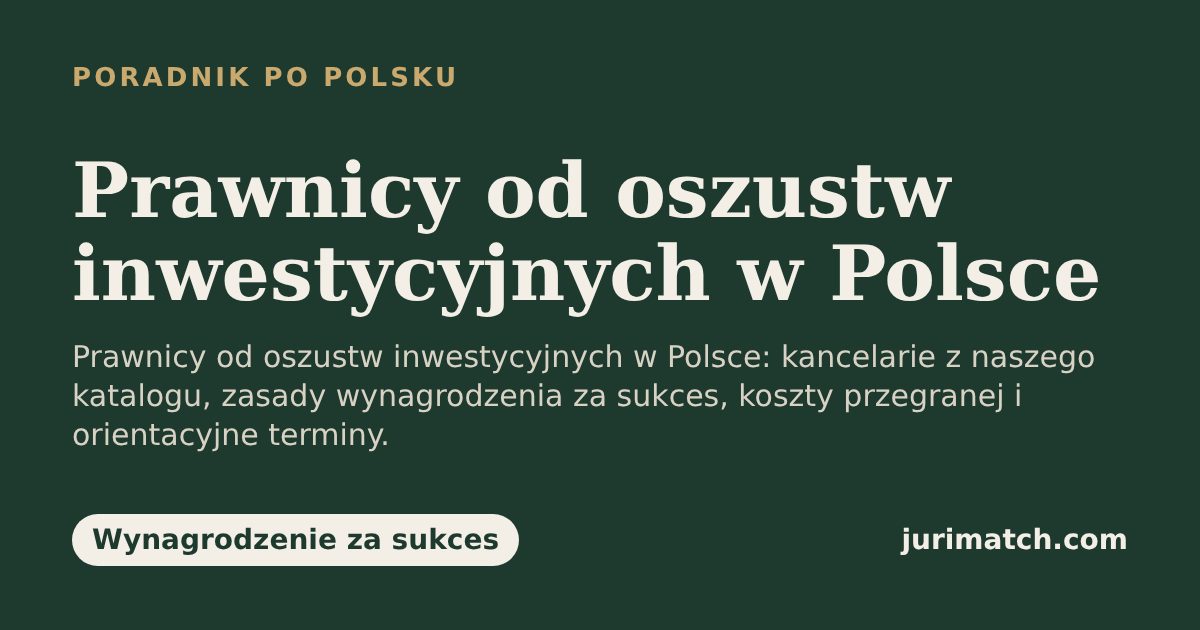 PORADNIK PO POLSKU
Prawnicy od oszustw
inwestycyjnych w Polsce
Prawnicy od oszustw inwestycyjnych w Polsce: kancelarie z naszego
katalogu, zasady wynagrodzenia za sukces, koszty przegranej i
orientacyjne terminy.
Wynagrodzenie za sukces
jurimatch.com